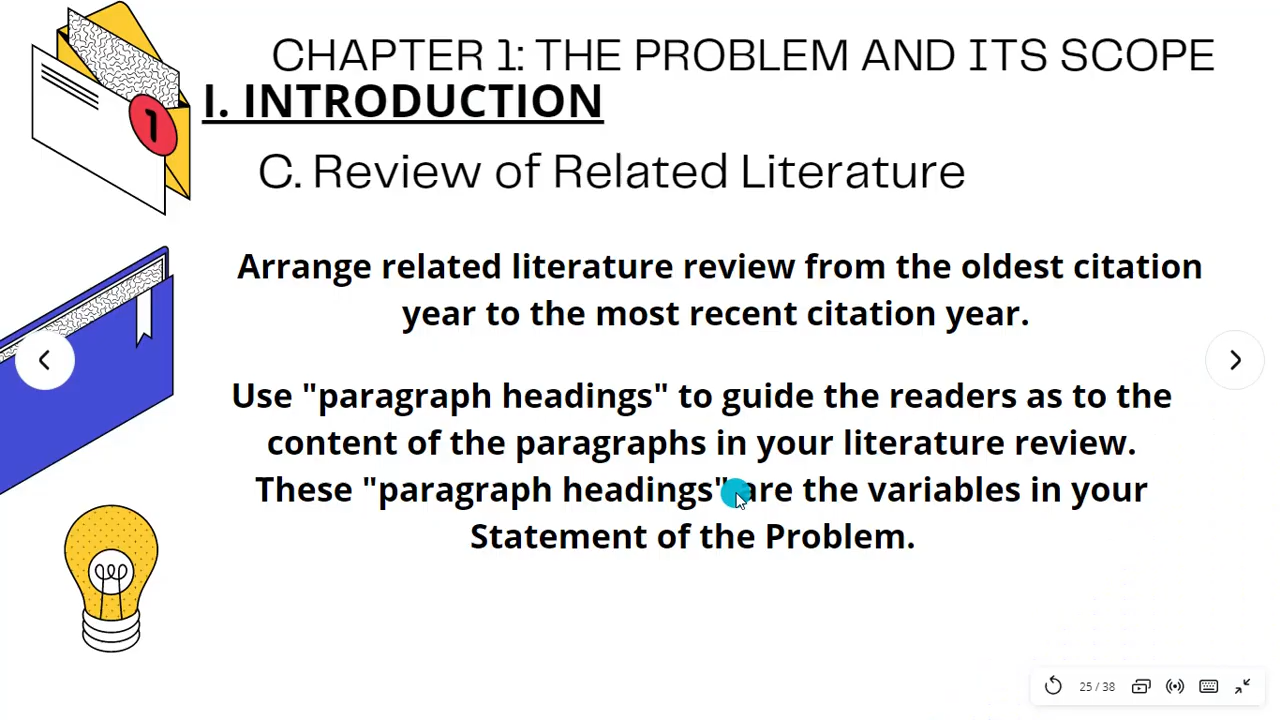 CHAPTER 1: THE PROBLEM AND ITS SCOPE
I. INTRODUCTION
1
C. Review of Related Literature
Arrange related literature review from the oldest citation
year to the most recent citation year.
Use "paragraph headings" to guide the readers as to the
content of the paragraphs in your literature review.
These "paragraph headings" are the variables in your
Statement of the Problem.
25 / 38